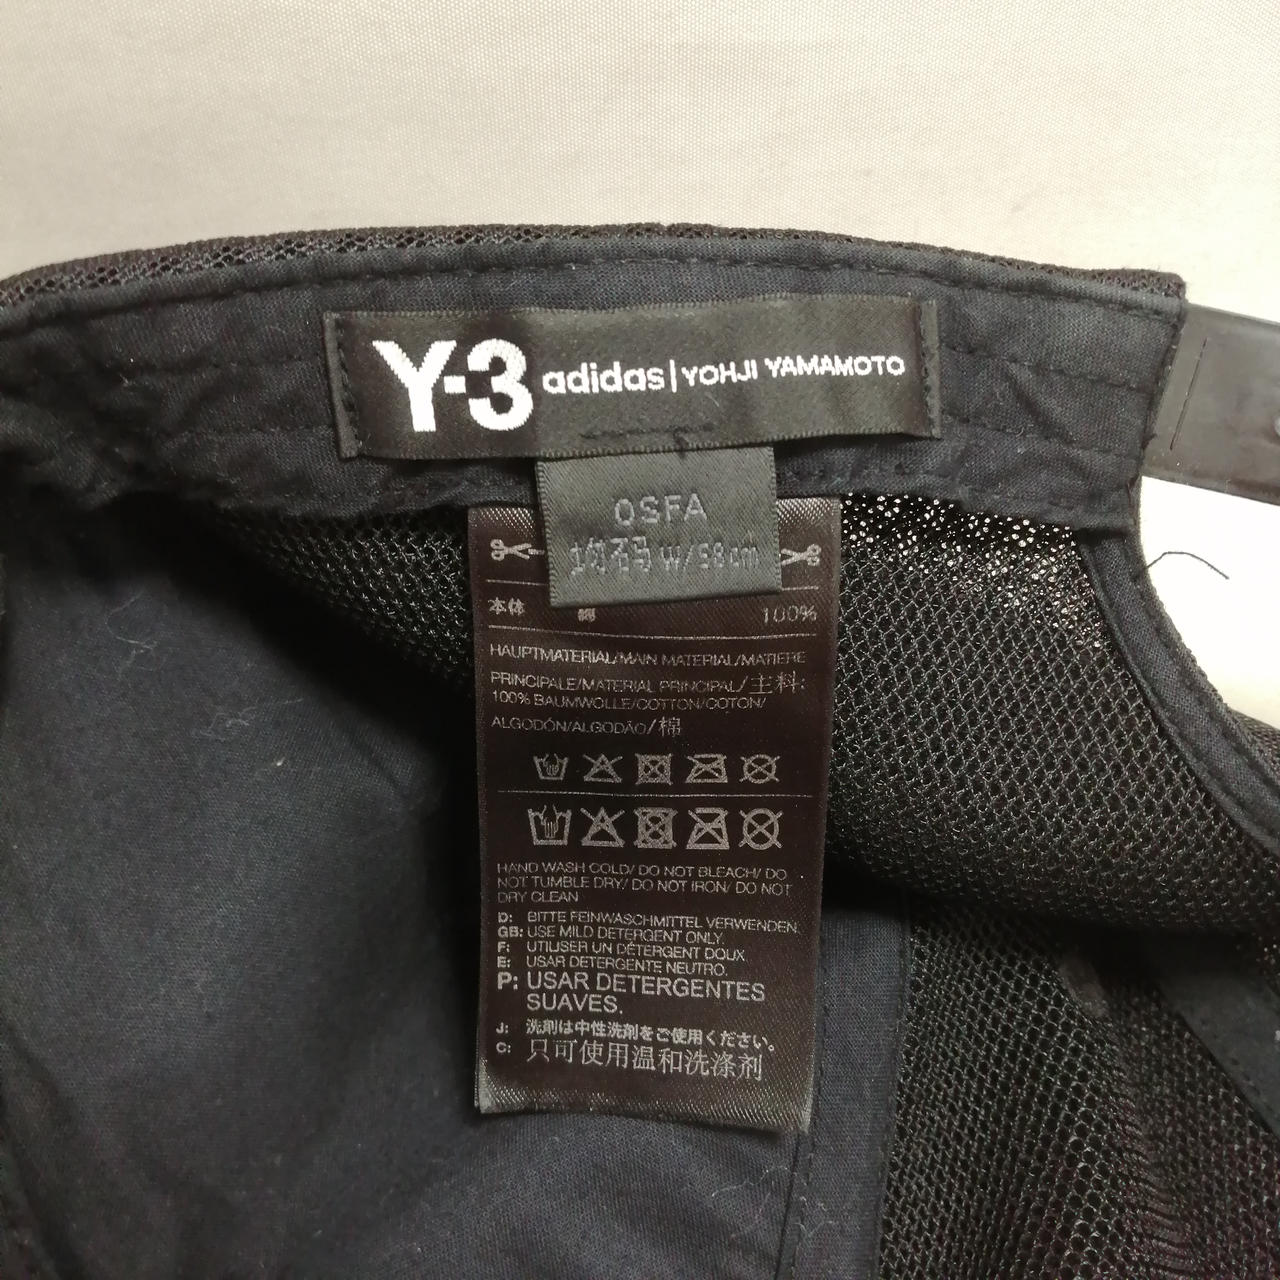 Y-3 adidas | YOHJI YAMAMOTO
OSFA
均码 W/58cm
本体 綿 100%
HAUPTMATERIAL/MAIN MATERIAL/MATIERE
PRINCIPALE/MATERIAL PRINCIPAL/主料:
100% BAUMWOLLE/COTTON/COTON/
ALGODÓN/ALGODÃO/棉
HAND WASH COLD/ DO NOT BLEACH/ DO
NOT TUMBLE DRY/ DO NOT IRON/ DO NOT
DRY CLEAN
D: BITTE FEINWASCHMITTEL VERWENDEN.
GB: USE MILD DETERGENT ONLY.
F: UTILISER UN DÉTERGENT DOUX
E: USAR DETERGENTE NEUTRO.
P: USAR DETERGENTES
SUAVES.
J: 洗剤は中性洗剤をご使用ください。
C: 只可使用温和洗涤剂